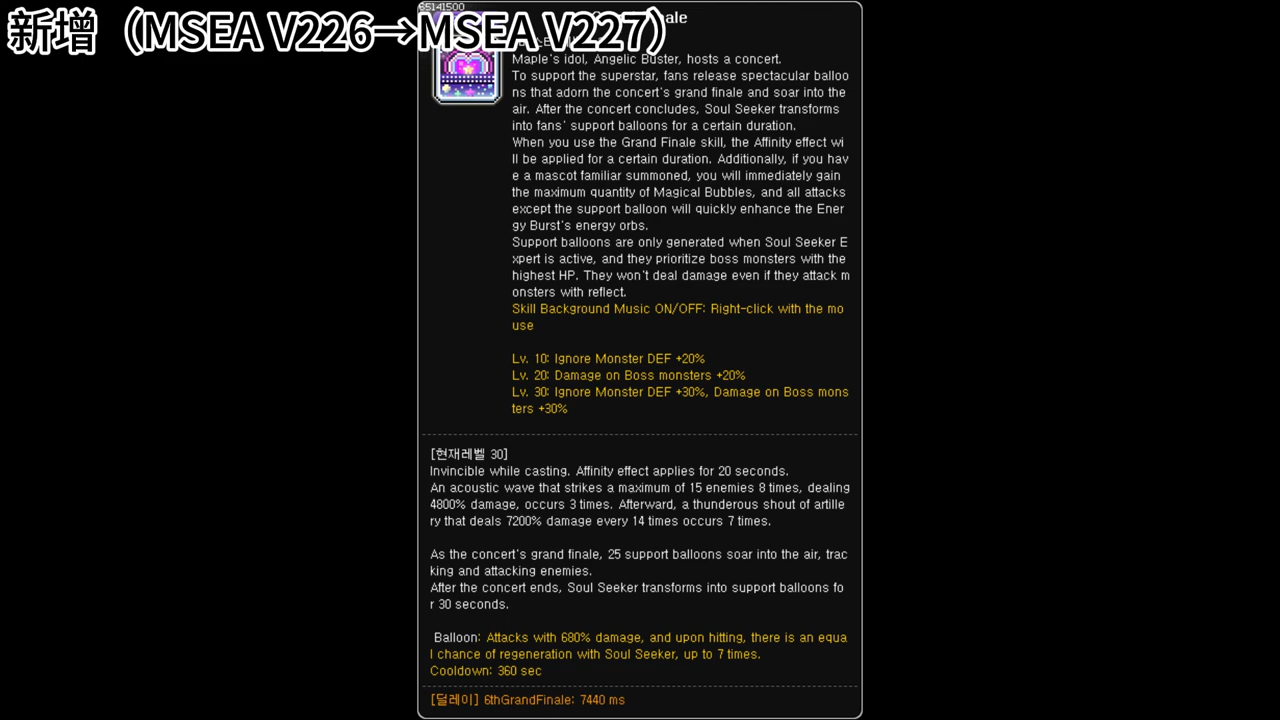 65141500
新増（MSEA V226→MSEA V227）
Maple's idol, Angelic Buster, hosts a concert.
To support the superstar, fans release spectacular balloo
ns that adorn the concert's grand finale and soar into the
air. After the concert concludes, Soul Seeker transforms
into fans' support balloons for a certain duration.
When you use the Grand Finale skill, the Affinity effect wi
ll be applied for a certain duration. Additionally, if you hav
e a mascot familiar summoned, you will immediately gain
the maximum quantity of Magical Bubbles, and all attacks
except the support balloon will quickly enhance the Ener
gy Burst's energy orbs.
Support balloons are only generated when Soul Seeker E
xpert is active, and they prioritize boss monsters with the
highest HP. They won't deal damage even if they attack m
onsters with reflect.
Skill Background Music ON/OFF: Right-click with the mo
use
Lv. 10: Ignore Monster DEF +20%
Lv. 20: Damage on Boss monsters +20%
Lv. 30: Ignore Monster DEF +30%, Damage on Boss mons
ters +30%
[현재레벨 30]
Invincible while casting. Affinity effect applies for 20 seconds.
An acoustic wave that strikes a maximum of 15 enemies 8 times, dealing
4800% damage, occurs 3 times. Afterward, a thunderous shout of artille
ry that deals 7200% damage every 14 times occurs 7 times.
As the concert's grand finale, 25 support balloons soar into the air, trac
king and attacking enemies.
After the concert ends, Soul Seeker transforms into support balloons fo
r 30 seconds.
Balloon: Attacks with 680% damage, and upon hitting, there is an equa
l chance of regeneration with Soul Seeker, up to 7 times.
Cooldown: 360 sec
[딜레이] 6thGrandFinale: 7440 ms